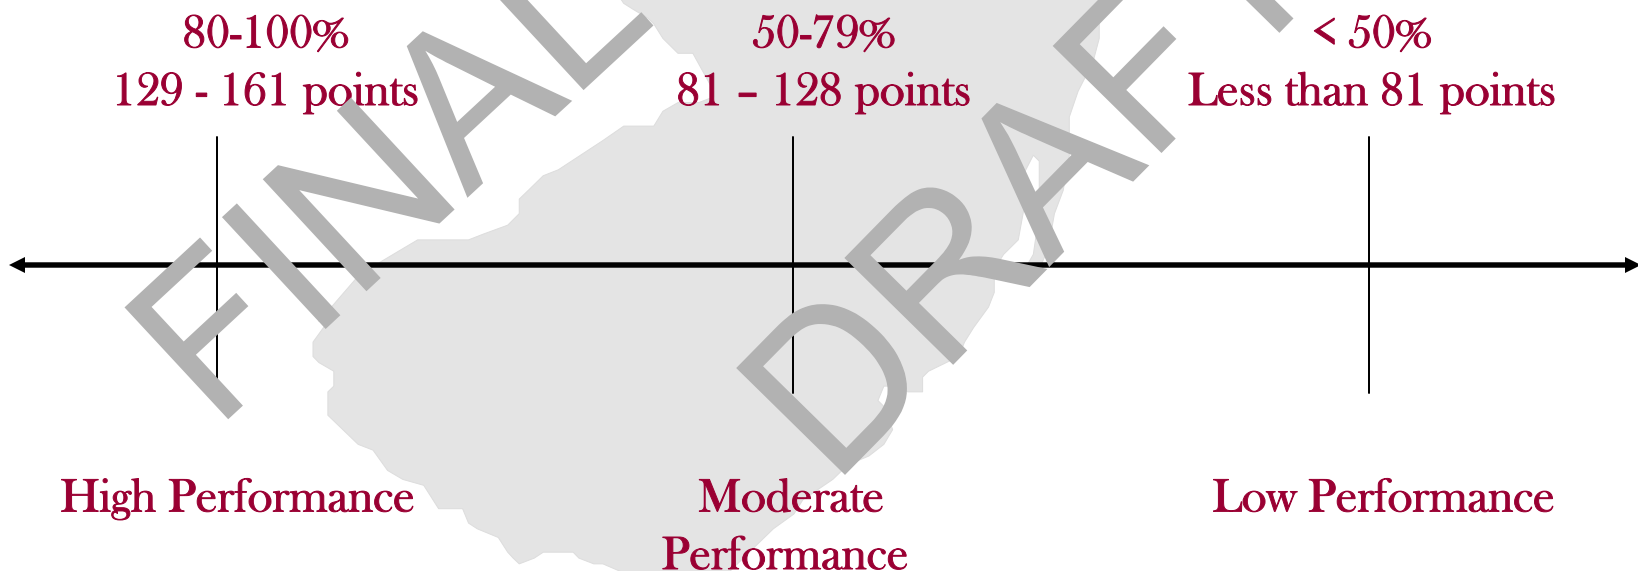 80-100%
129 - 161 points
50-79%
81 – 128 points
< 50%
Less than 81 points
FINAL DRAFT
High Performance
Moderate
Performance
Low Performance